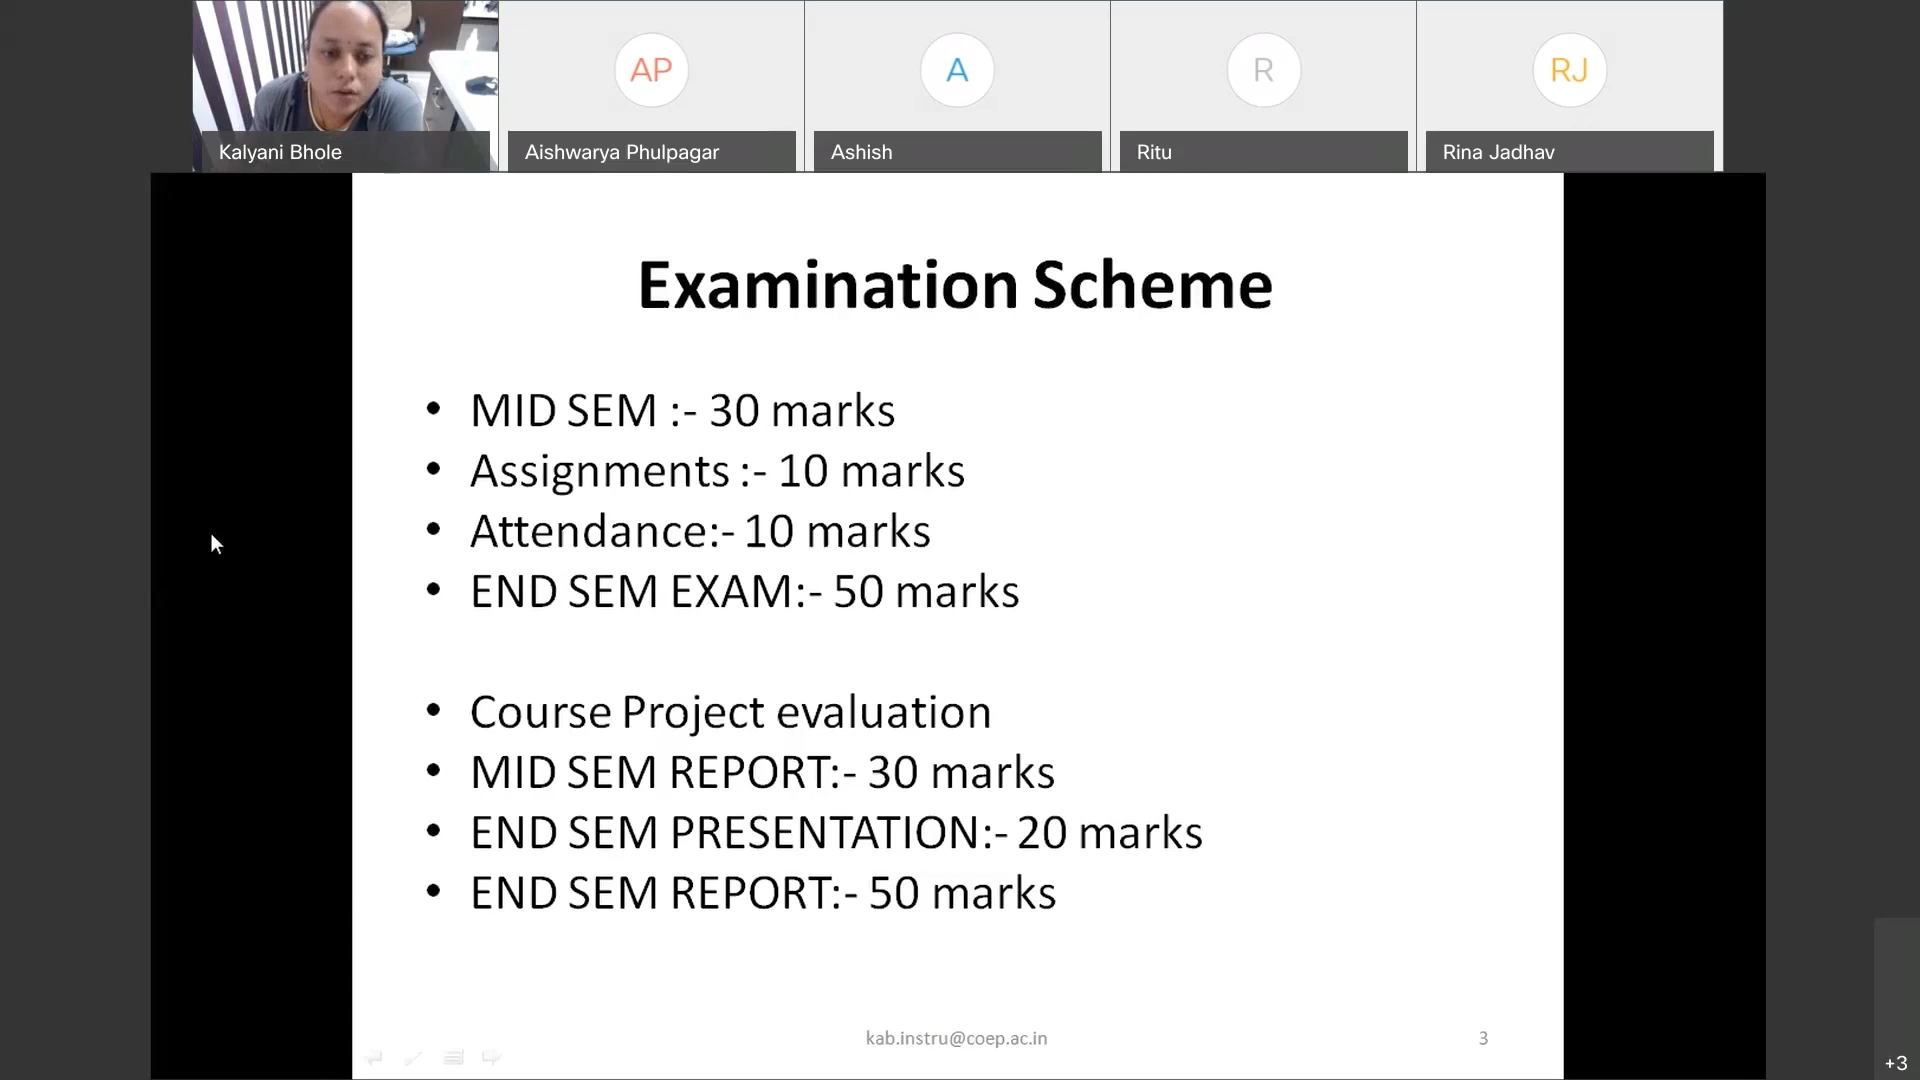 AP
A
R
RJ
Kalyani Bhole
Aishwarya Phulpagar
Ashish
Ritu
Rina Jadhav
Examination Scheme
• MID SEM :- 30 marks
• Assignments :- 10 marks
• Attendance:- 10 marks
• END SEM EXAM:- 50 marks
• Course Project evaluation
• MID SEM REPORT:- 30 marks
• END SEM PRESENTATION:- 20 marks
• END SEM REPORT:- 50 marks
kab.instru@coep.ac.in
3
+3